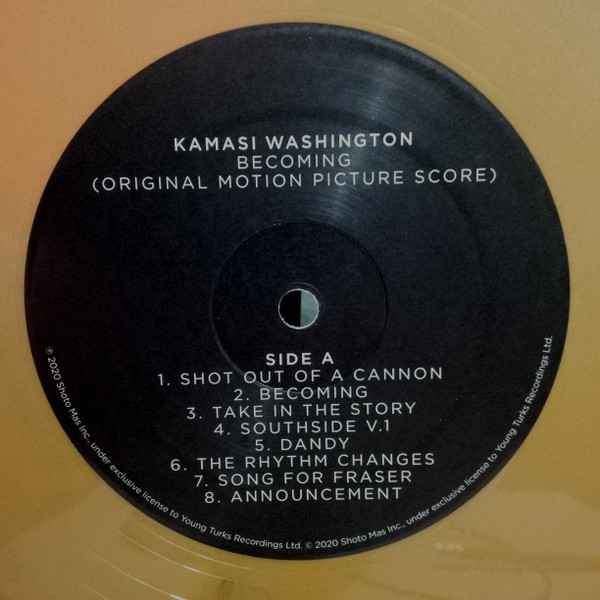 KAMASI WASHINGTON
BECOMING
(ORIGINAL MOTION PICTURE SCORE)
SIDE A
1. SHOT OUT OF A CANNON
2. BECOMING
3. TAKE IN THE STORY
4. SOUTHSIDE V.1
5. DANDY
6. THE RHYTHM CHANGES
7. SONG FOR FRASER
8. ANNOUNCEMENT
℗ 2020 Shoto Mas Inc., under exclusive license to Young Turks Recordings Ltd. © 2020 Shoto Mas Inc., under exclusive license to Young Turks Recordings Ltd.